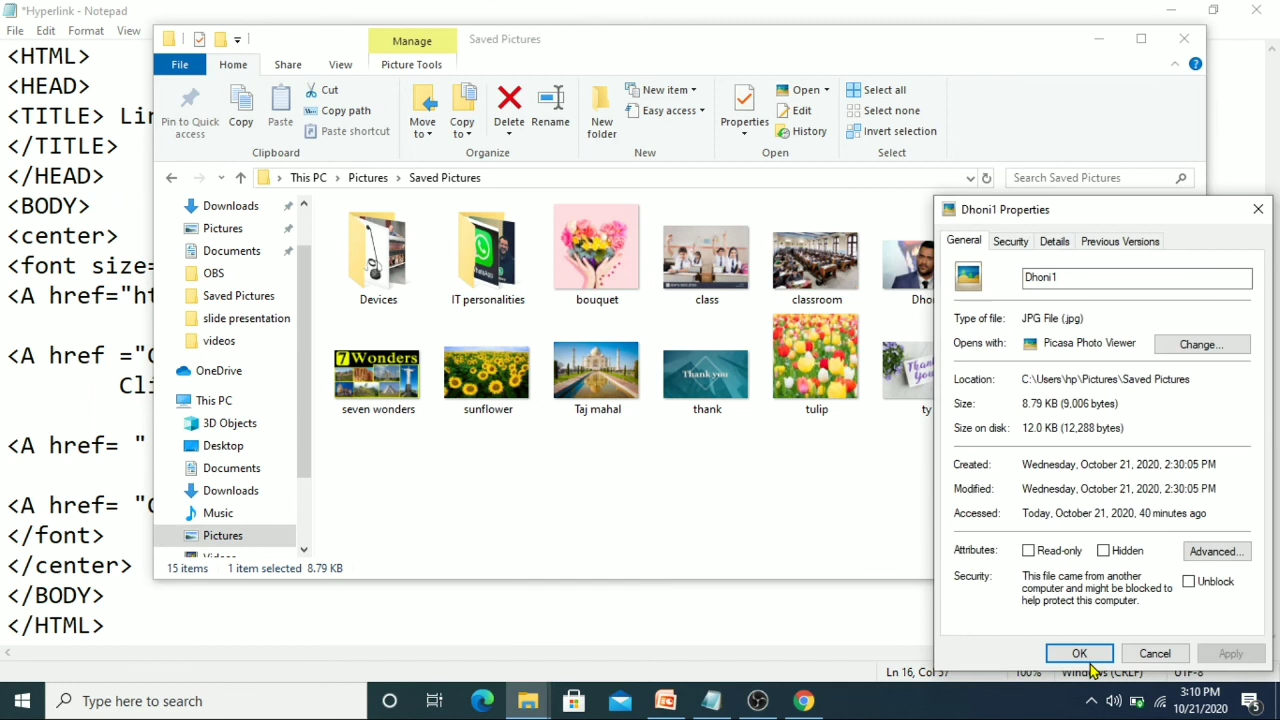 *Hyperlink - Notepad
File Edit Format View
<HTML>
<HEAD>
<TITLE>
</TITLE>
</HEAD>
<BODY>
<center>
<font size=
<A href="ht
<A href ="C
<A href= "
<A href= "C
</font>
</center>
</BODY>
</HTML>
Manage
Saved Pictures
File Home Share View Picture Tools
Pin to Quick access
Copy
Paste
Cut
Copy path
Paste shortcut
Clipboard
Move to
Copy to
Delete
Rename
Organize
New folder
New item
Easy access
New
Properties
Open
Edit
History
Open
Select all
Select none
Invert selection
Select
This PC > Pictures > Saved Pictures
Search Saved Pictures
Downloads
Pictures
Documents
OBS
Saved Pictures
slide presentation
videos
OneDrive
This PC
3D Objects
Desktop
Documents
Downloads
Music
Pictures
Devices
IT personalities
bouquet
class
classroom
7 Wonders
seven wonders
sunflower
Taj mahal
Thank you
thank
tulip
ty
15 items 1 item selected 8.79 KB
Dhoni1 Properties
General Security Details Previous Versions
Dhoni1
Type of file: JPG File (.jpg)
Opens with: Picasa Photo Viewer Change...
Location: C:\Users\hp\Pictures\Saved Pictures
Size: 8.79 KB (9,006 bytes)
Size on disk: 12.0 KB (12,288 bytes)
Created: Wednesday, October 21, 2020, 2:30:05 PM
Modified: Wednesday, October 21, 2020, 2:30:05 PM
Accessed: Today, October 21, 2020, 40 minutes ago
Attributes: Read-only Hidden Advanced...
Security: This file came from another computer and might be blocked to help protect this computer. Unblock
OK Cancel Apply
Ln 16, Col 100% Windows (CRLF) UTF-8
Type here to search
3:10 PM
10/21/2020
5